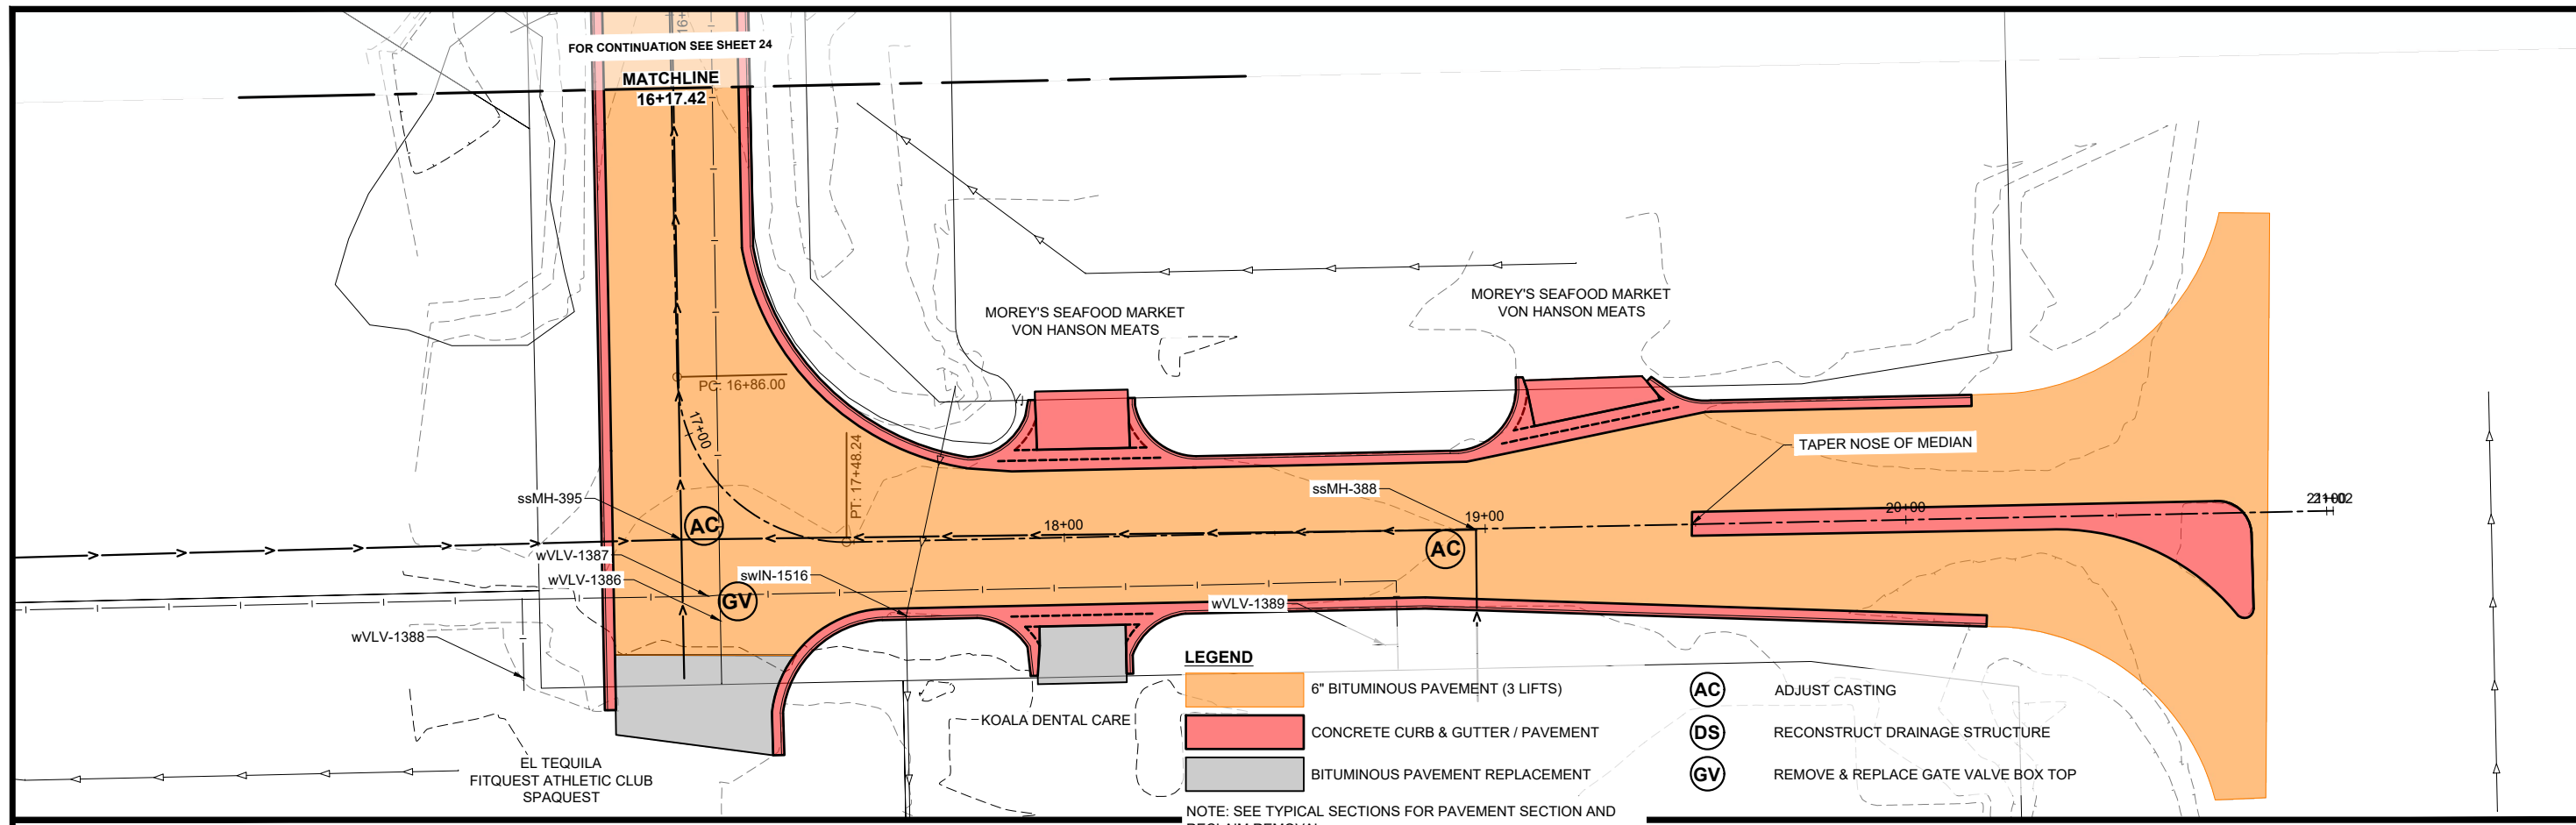 16+
FOR CONTINUATION SEE SHEET 24
MATCHLINE
16+17.42
MOREY'S SEAFOOD MARKET
VON HANSON MEATS
MOREY'S SEAFOOD MARKET
VON HANSON MEATS
PC: 16+86.00
17+00
PT: 17+48.24
TAPER NOSE OF MEDIAN
ssMH-395
ssMH-388
AC
18+00
19+00
20+00
21+00
AC
wVLV-1387
wVLV-1386
swIN-1516
GV
wVLV-1389
wVLV-1388
KOALA DENTAL CARE
EL TEQUILA
FITQUEST ATHLETIC CLUB
SPAQUEST
LEGEND
6" BITUMINOUS PAVEMENT (3 LIFTS)
CONCRETE CURB & GUTTER / PAVEMENT
BITUMINOUS PAVEMENT REPLACEMENT
AC ADJUST CASTING
DS RECONSTRUCT DRAINAGE STRUCTURE
GV REMOVE & REPLACE GATE VALVE BOX TOP
NOTE: SEE TYPICAL SECTIONS FOR PAVEMENT SECTION AND